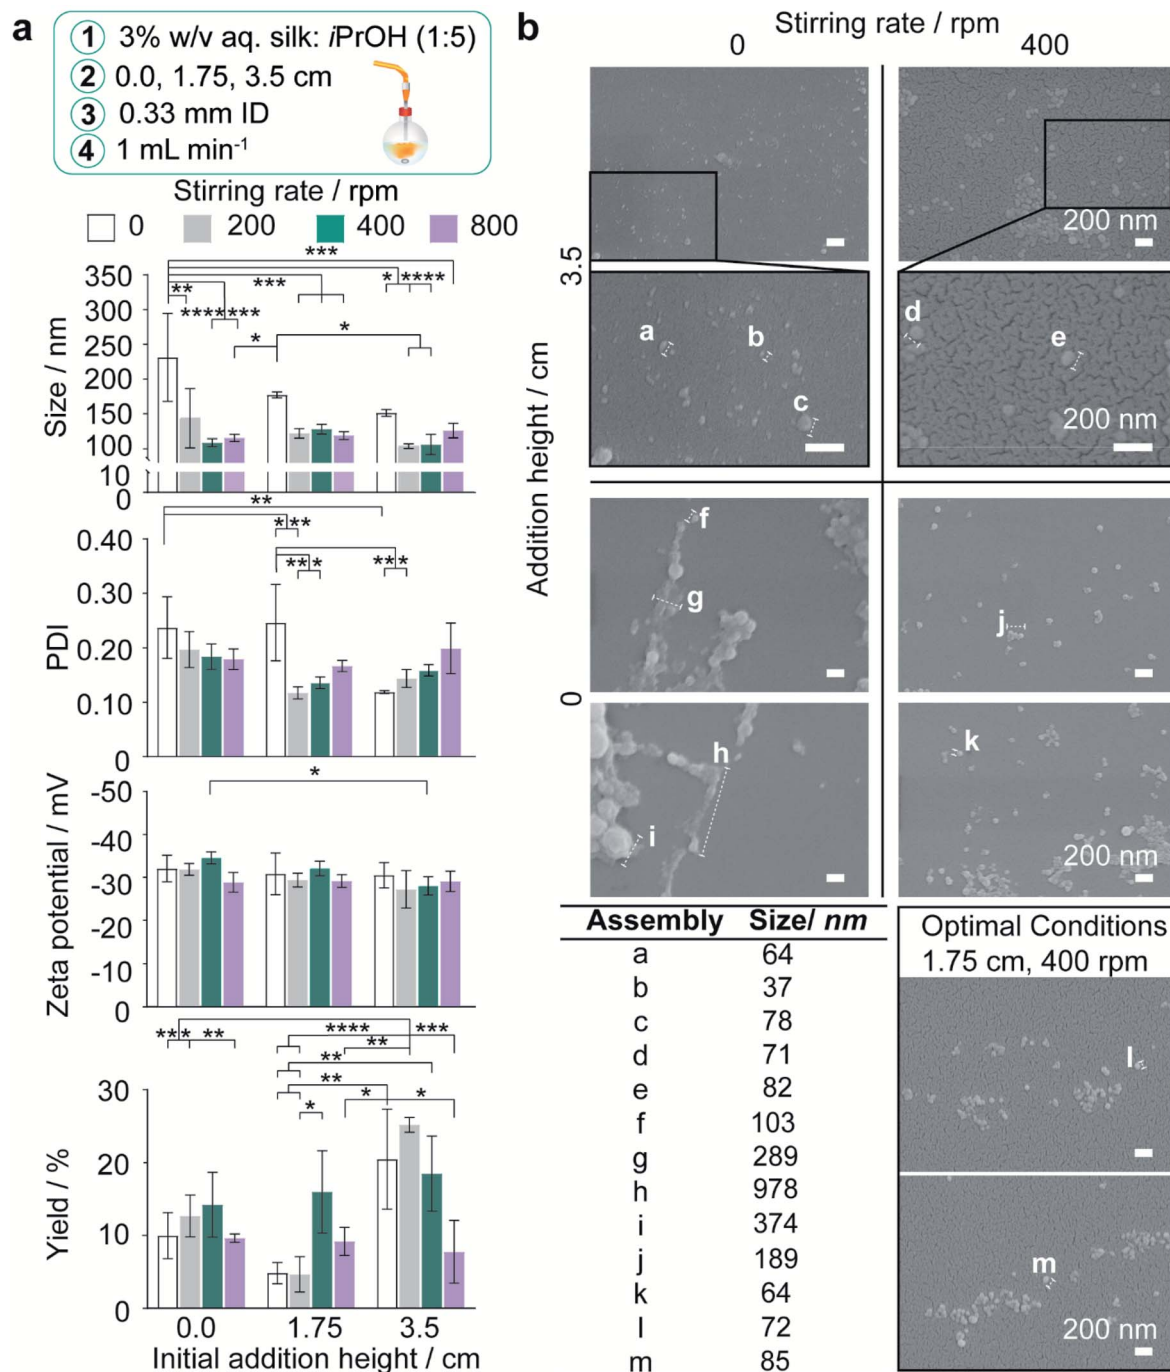 a
1 3% w/v aq. silk: iPrOH (1:5)
2 0.0, 1.75, 3.5 cm
3 0.33 mm ID
4 1 mL min-1
Stirring rate / rpm
0 200 400 800
Size / nm
350
300
250
200
150
100
10
0
***
**
*******
***
* ****
*
*
PDI
0.40
0.30
0.20
0.10
0
**
***
***
***
Zeta potential / mV
-50
-40
-30
-20
-10
0
*
Yield / %
30
20
10
0
*** **
**** ***
**
**
**
* *
*
0.0 1.75 3.5
Initial addition height / cm
b
Stirring rate / rpm
0 400
Addition height / cm
3.5
0
200 nm
a
b
c
d
e
200 nm
f
g
j
h
i
k
200 nm
Assembly Size/ nm
a 64
b 37
c 78
d 71
e 82
f 103
g 289
h 978
i 374
j 189
k 64
l 72
m 85
Optimal Conditions
1.75 cm, 400 rpm
l
m
200 nm